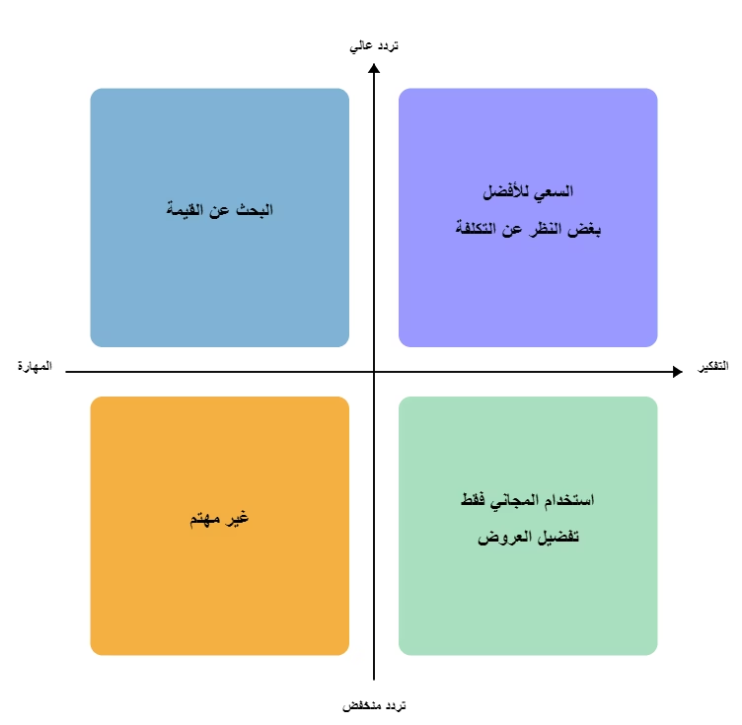 تردد عالي
السعي للأفضل
بغض النظر عن التكلفة
البحث عن القيمة
التفكير
المهارة
استخدام المجاني فقط
تفضيل العروض
غير مهتم
تردد منخفض